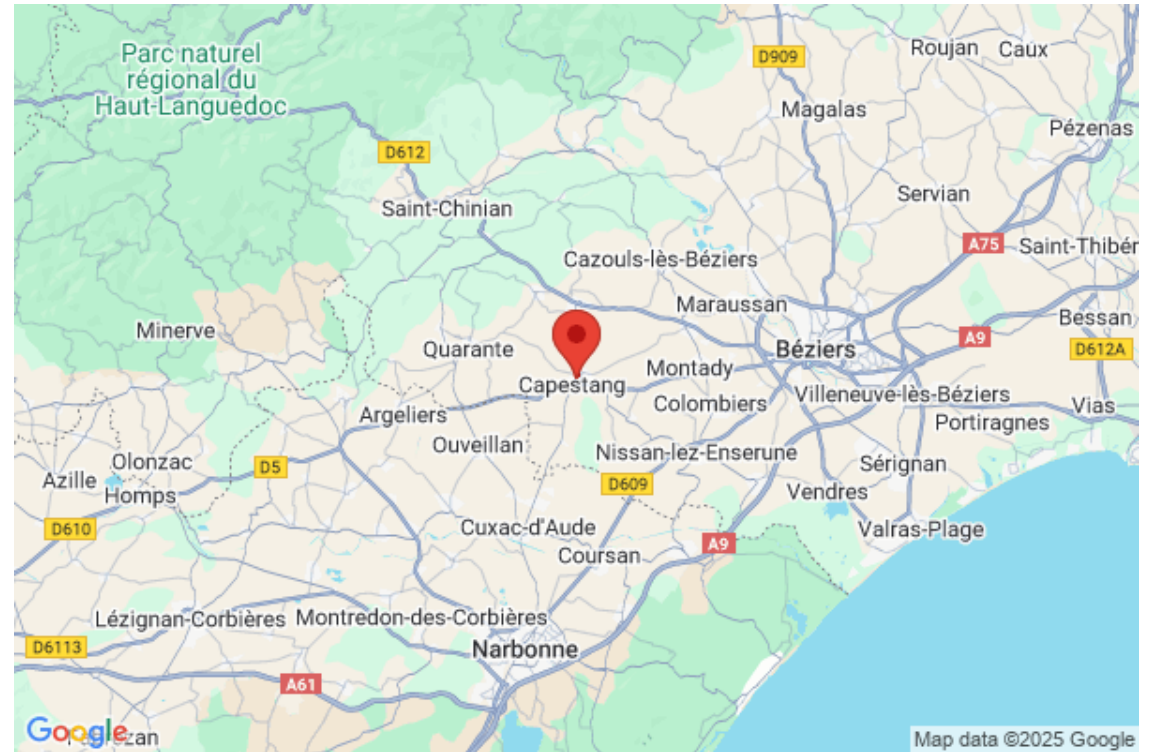 Parc naturel
régional du
Haut-Languedoc
D909
Roujan
Caux
Magalas
Pézenas
D612
Servian
Saint-Chinian
A75
Saint-Thibér
Cazouls-lès-Béziers
Maraussan
Bessan
Minerve
A9
Quarante
Béziers
D612A
Montady
Capestang
Villeneuve-lès-Béziers
Colombiers
Vias
Argeliers
Portiragnes
Ouveillan
Nissan-lez-Enserune
Olonzac
D5
Sérignan
Azille
Homps
D609
Vendres
D610
Cuxac-d'Aude
Valras-Plage
A9
Coursan
Lézignan-Corbières
Montredon-des-Corbières
D6113
Narbonne
A61
Google
Map data ©2025 Google